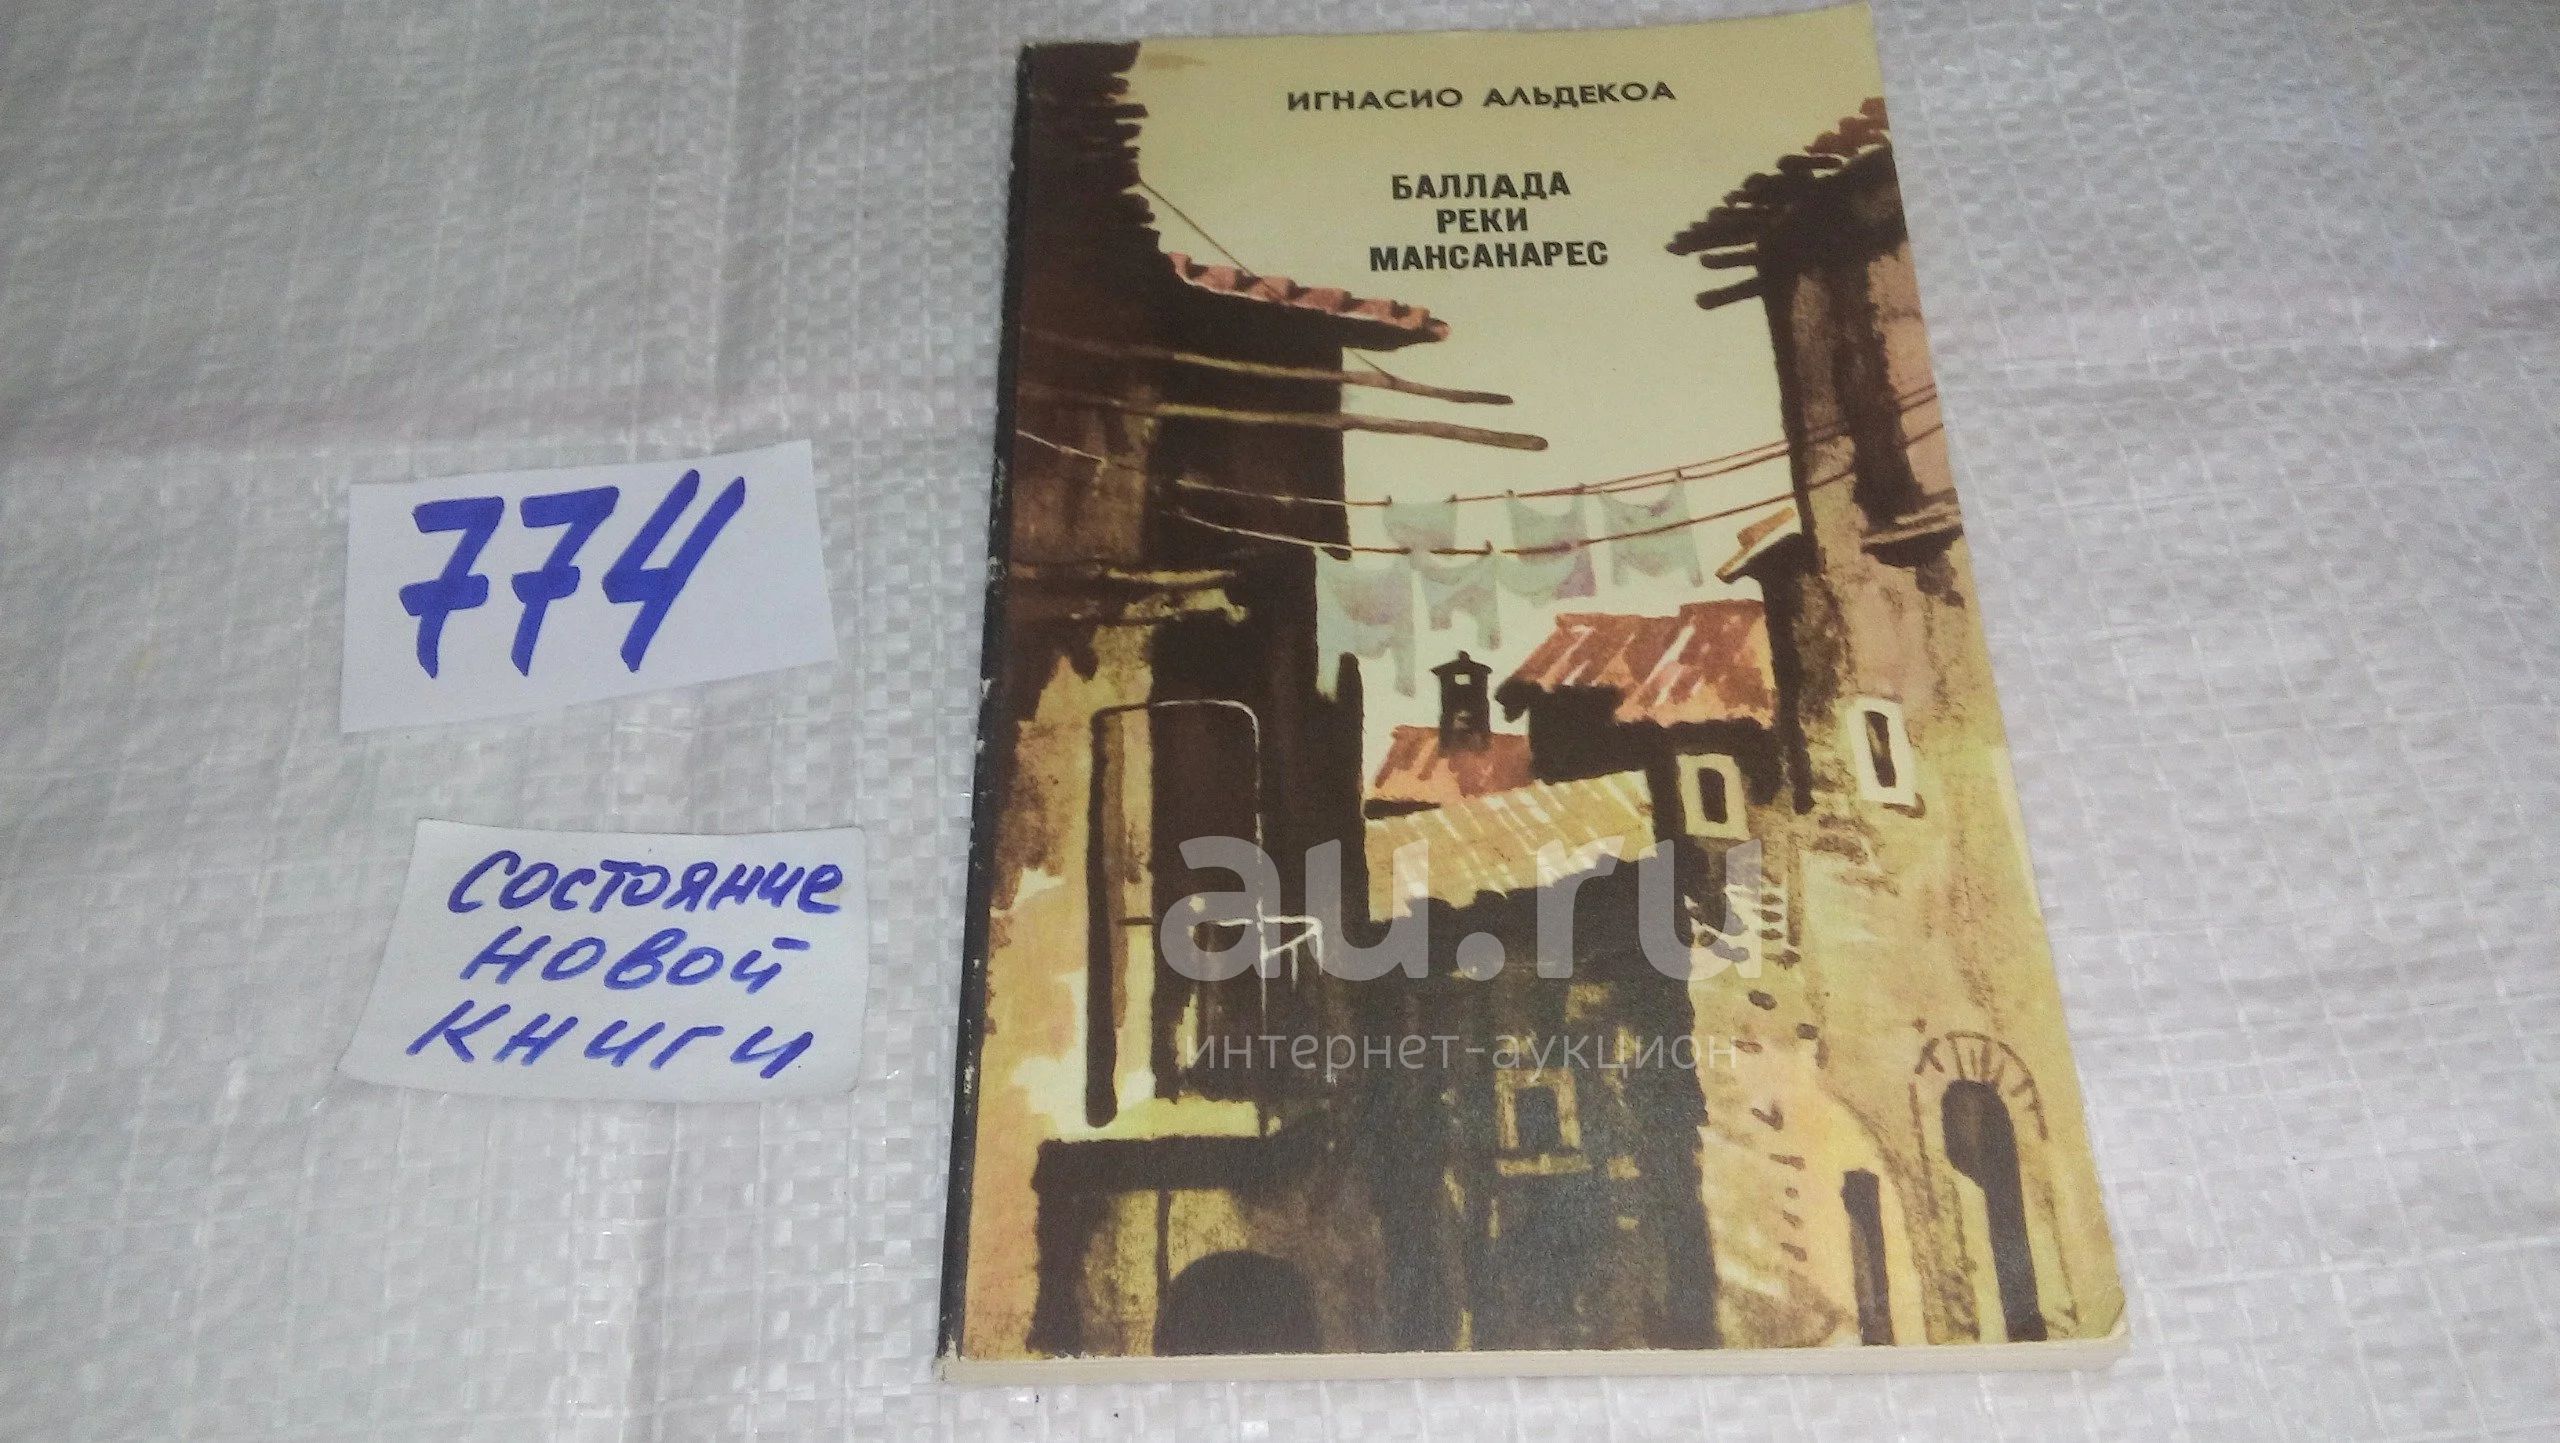 ИГНАСИО АЛЬДЕКОА
БАЛЛАДА
РЕКИ
МАНСАНАРЕС
774
состояние
новой
книги
au.ru
интернет-аукцион